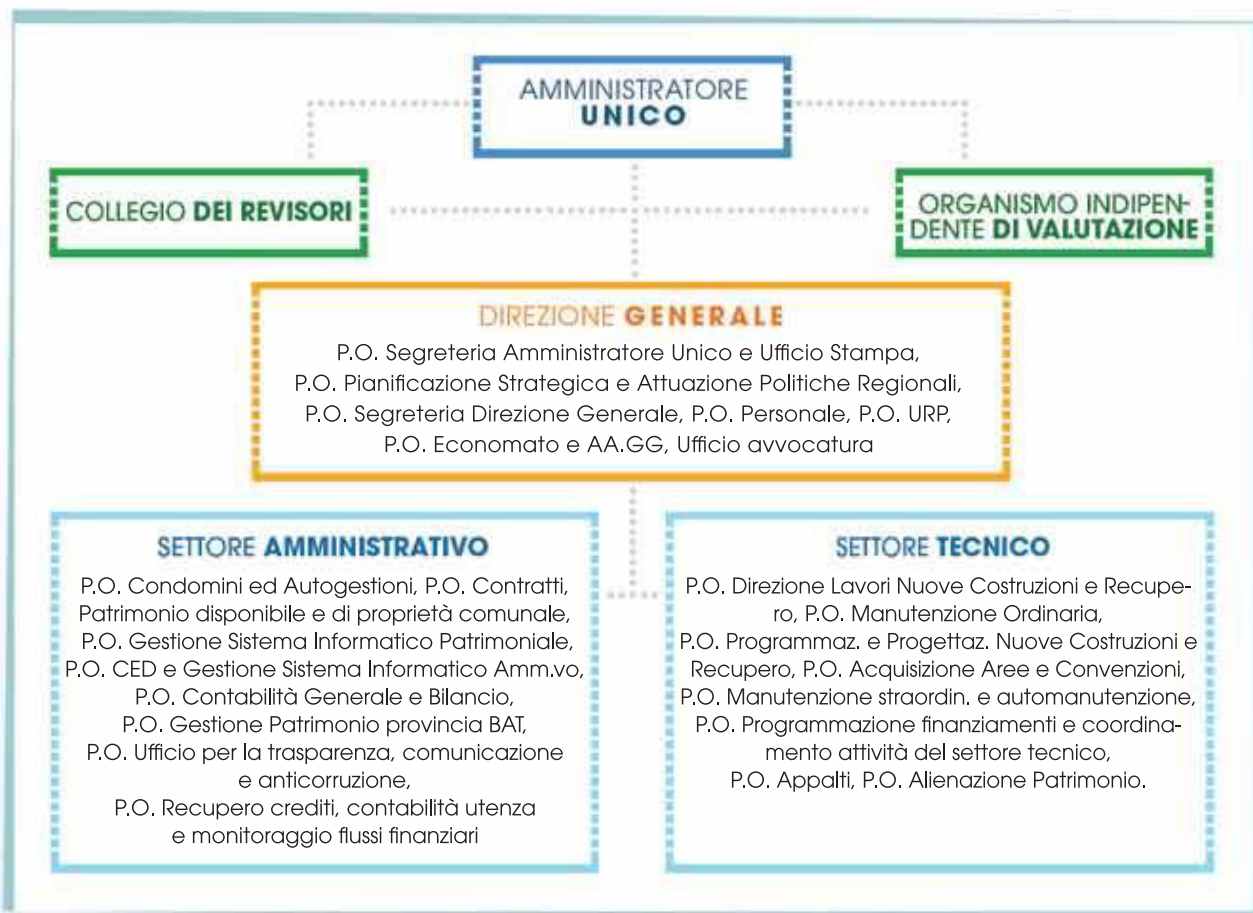 AMMINISTRATORE
UNICO
COLLEGIO DEI REVISORI
ORGANISMO INDIPEN-
DENTE DI VALUTAZIONE
DIREZIONE GENERALE
P.O. Segreteria Amministratore Unico e Ufficio Stampa,
P.O. Pianificazione Strategica e Attuazione Politiche Regionali,
P.O. Segreteria Direzione Generale, P.O. Personale, P.O. URP,
P.O. Economato e AA.GG, Ufficio avvocatura
SETTORE AMMINISTRATIVO
P.O. Condomini ed Autogestioni, P.O. Contratti,
Patrimonio disponibile e di proprietà comunale,
P.O. Gestione Sistema Informatico Patrimoniale,
P.O. CED e Gestione Sistema Informatico Amm.vo,
P.O. Contabilità Generale e Bilancio,
P.O. Gestione Patrimonio provincia BAT,
P.O. Ufficio per la trasparenza, comunicazione
e anticorruzione,
P.O. Recupero crediti, contabilità utenza
e monitoraggio flussi finanziari
SETTORE TECNICO
P.O. Direzione Lavori Nuove Costruzioni e Recupe-
ro, P.O. Manutenzione Ordinaria,
P.O. Programmaz. e Progettaz. Nuove Costruzioni e
Recupero, P.O. Acquisizione Aree e Convenzioni,
P.O. Manutenzione straordin. e automanutenzione,
P.O. Programmazione finanziamenti e coordina-
mento attività del settore tecnico,
P.O. Appalti, P.O. Alienazione Patrimonio.